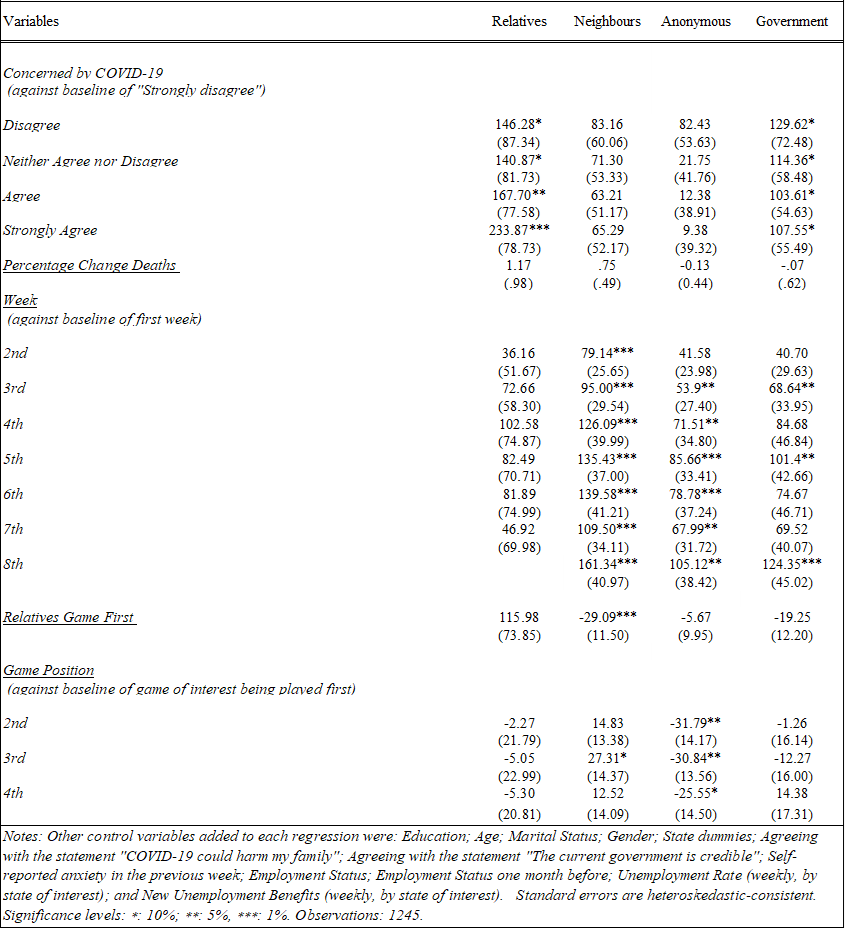 Variables Relatives Neighbours Anonymous Government
Concerned by COVID-19
(against baseline of "Strongly disagree")
Disagree 146.28* 83.16 82.43 129.62*
(87.34) (60.06) (53.63) (72.48)
Neither Agree nor Disagree 140.87* 71.30 21.75 114.36*
(81.73) (53.33) (41.76) (58.48)
Agree 167.70** 63.21 12.38 103.61*
(77.58) (51.17) (38.91) (54.63)
Strongly Agree 233.87*** 65.29 9.38 107.55*
(78.73) (52.17) (39.32) (55.49)
Percentage Change Deaths 1.17 .75 -0.13 -.07
(.98) (.49) (0.44) (.62)
Week
(against baseline of first week)
2nd 36.16 79.14*** 41.58 40.70
(51.67) (25.65) (23.98) (29.63)
3rd 72.66 95.00*** 53.9** 68.64**
(58.30) (29.54) (27.40) (33.95)
4th 102.58 126.09*** 71.51** 84.68
(74.87) (39.99) (34.80) (46.84)
5th 82.49 135.43*** 85.66*** 101.4**
(70.71) (37.00) (33.41) (42.66)
6th 81.89 139.58*** 78.78*** 74.67
(74.99) (41.21) (37.24) (46.71)
7th 46.92 109.50*** 67.99** 69.52
(69.98) (34.11) (31.72) (40.07)
8th 161.34*** 105.12** 124.35***
(40.97) (38.42) (45.02)
Relatives Game First 115.98 -29.09*** -5.67 -19.25
(73.85) (11.50) (9.95) (12.20)
Game Position
(against baseline of game of interest being played first)
2nd -2.27 14.83 -31.79** -1.26
(21.79) (13.38) (14.17) (16.14)
3rd -5.05 27.31* -30.84** -12.27
(22.99) (14.37) (13.56) (16.00)
4th -5.30 12.52 -25.55* 14.38
(20.81) (14.09) (14.50) (17.31)
Notes: Other control variables added to each regression were: Education; Age; Marital Status; Gender; State dummies; Agreeing
with the statement "COVID-19 could harm my family"; Agreeing with the statement "The current government is credible"; Self-
reported anxiety in the previous week; Employment Status; Employment Status one month before; Unemployment Rate (weekly, by
state of interest); and New Unemployment Benefits (weekly, by state of interest). Standard errors are heteroskedastic-consistent.
Significance levels: *: 10%; **: 5%, ***: 1%. Observations: 1245.